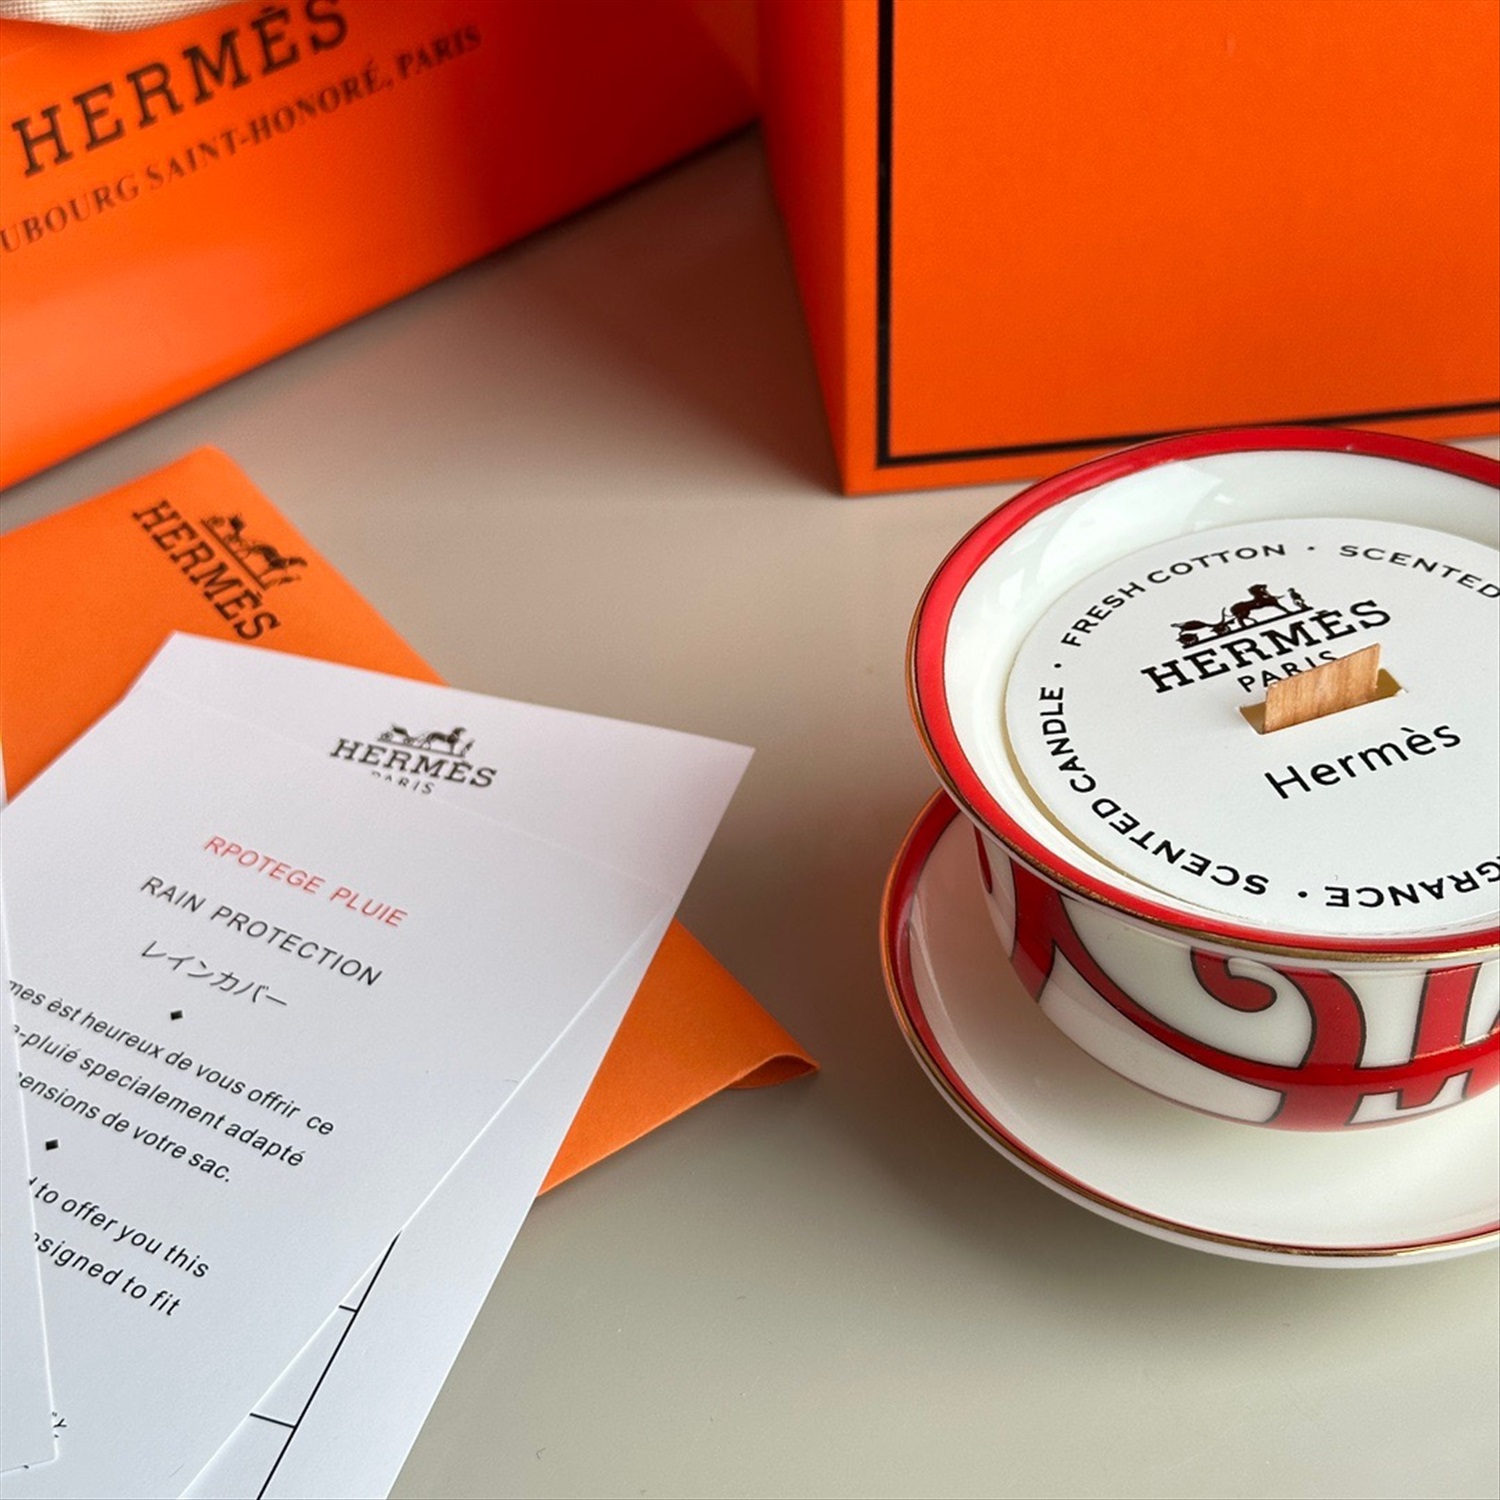 HERMÈS
UBOURG SAINT-HONORÉ, PARIS
HERMÈS
HERMÈS
PARIS
RPOTEGE PLUIE
RAIN PROTECTION
レインカバー
mes ést heureux de vous offrir ce
-pluié specialement adapté
ensions de votre sac.
to offer you this
signed to fit
FRESH COTTON · SCENTED
GRANCE · SCENTED CANDLE ·
HERMÈS
PARIS
Hermès